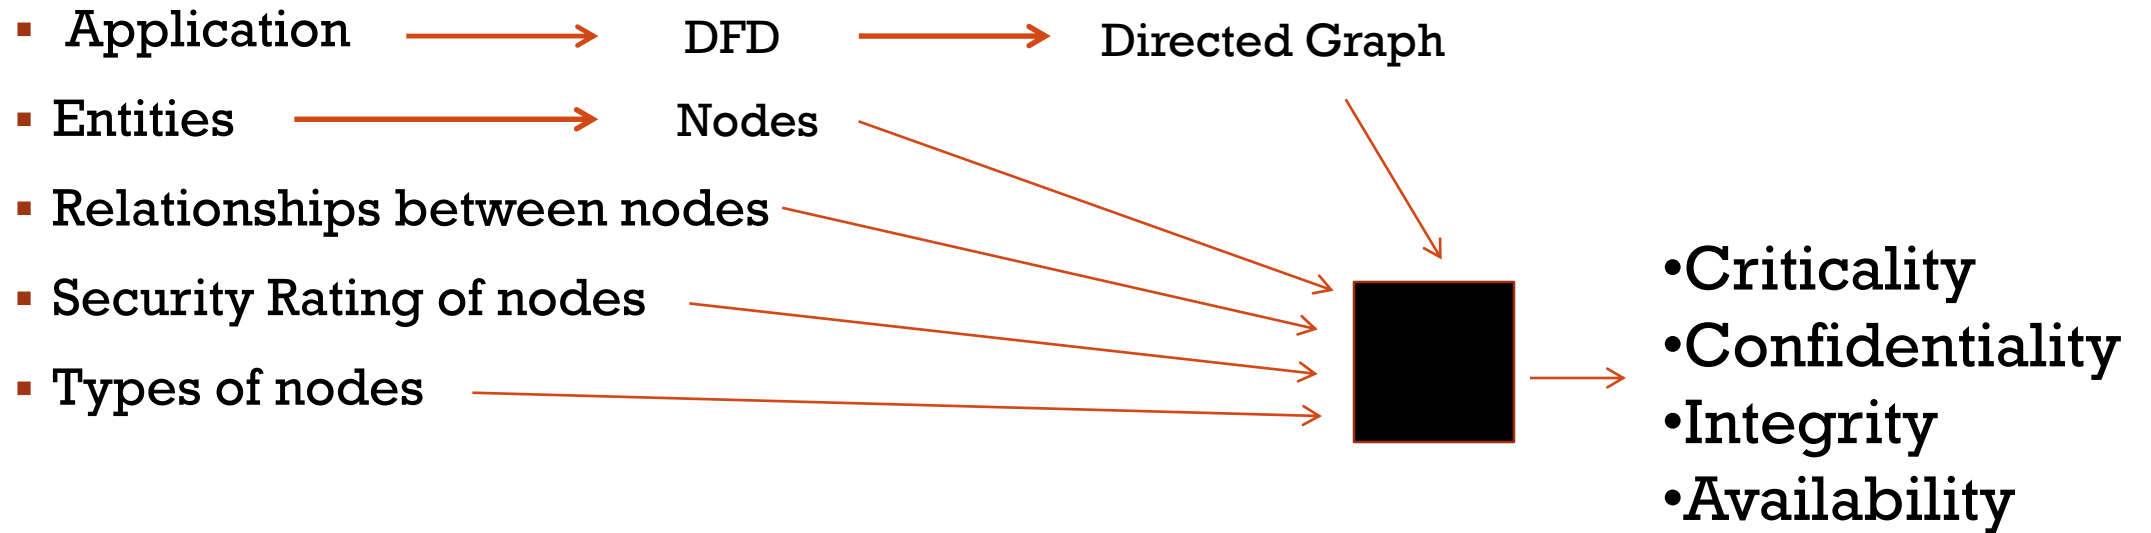 ▪ Application DFD Directed Graph
▪ Entities Nodes
▪ Relationships between nodes
▪ Security Rating of nodes
▪ Types of nodes
•Criticality
•Confidentiality
•Integrity
•Availability